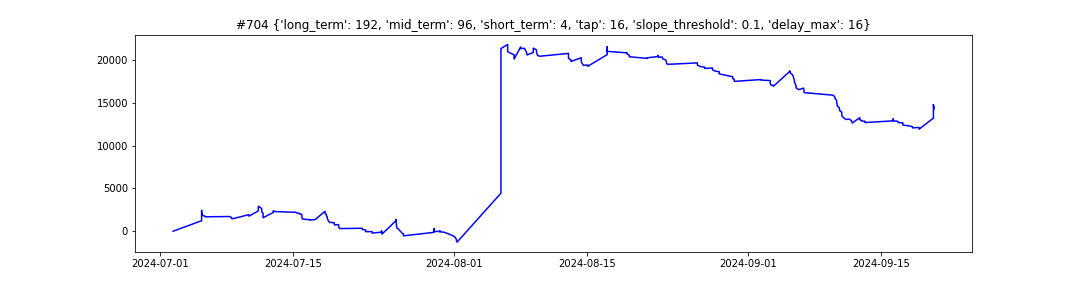 #704 {'long_term': 192, 'mid_term': 96, 'short_term': 4, 'tap': 16, 'slope_threshold': 0.1, 'delay_max': 16}
20000
15000
10000
5000
0
2024-07-01 2024-07-15 2024-08-01 2024-08-15 2024-09-01 2024-09-15